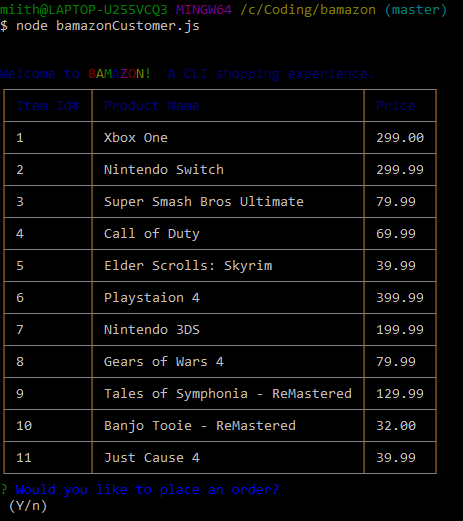 miith@LAPTOP-U255VCQ3 MINGW64 /c/Coding/bamazon (master)
$ node bamazonCustomer.js
Welcome to BAMAZON! A CLI shopping experience.
Item Id# Product Name Price
1 Xbox One 299.00
2 Nintendo Switch 299.99
3 Super Smash Bros Ultimate 79.99
4 Call of Duty 69.99
5 Elder Scrolls: Skyrim 39.99
6 Playstaion 4 399.99
7 Nintendo 3DS 199.99
8 Gears of Wars 4 79.99
9 Tales of Symphonia - ReMastered 129.99
10 Banjo Tooie - ReMastered 32.00
11 Just Cause 4 39.99
? Would you like to place an order?
(Y/n)